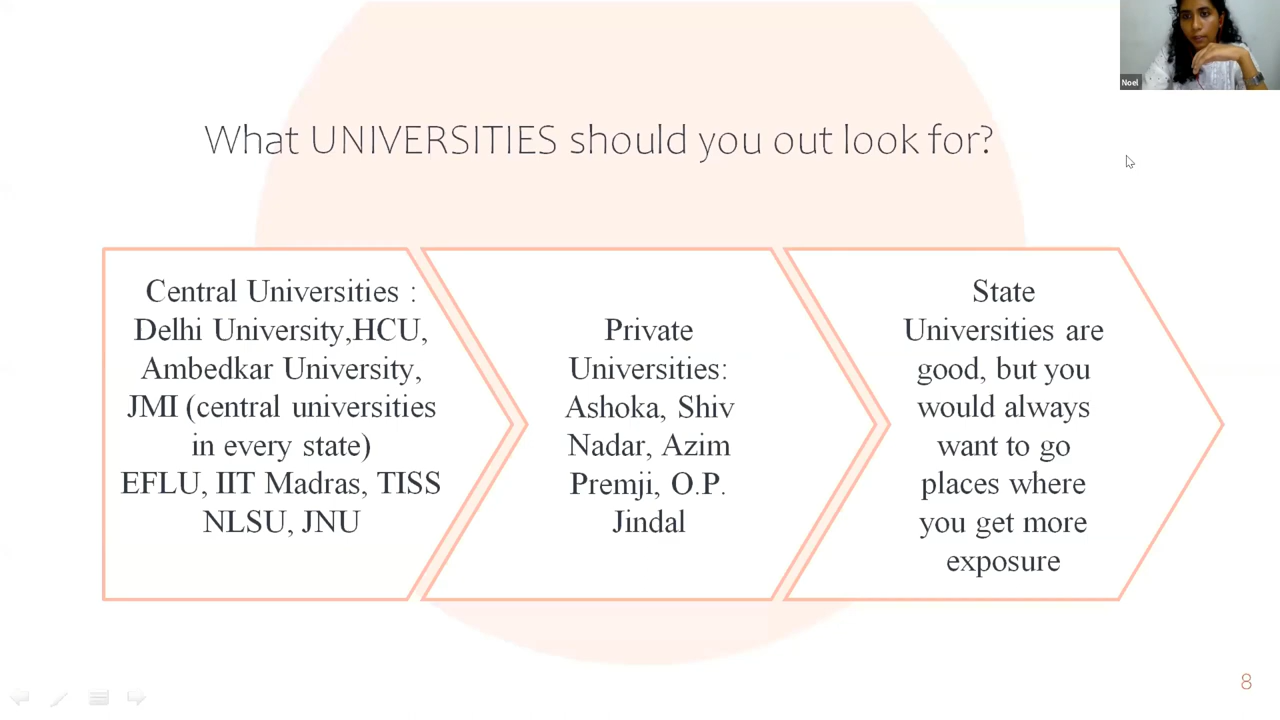 Noel
What UNIVERSITIES should you out look for?
Central Universities :
Delhi University,HCU,
Ambedkar University,
JMI (central universities
in every state)
EFLU, IIT Madras, TISS
NLSU, JNU
Private
Universities:
Ashoka, Shiv
Nadar, Azim
Premji, O.P.
Jindal
State
Universities are
good, but you
would always
want to go
places where
you get more
exposure
8